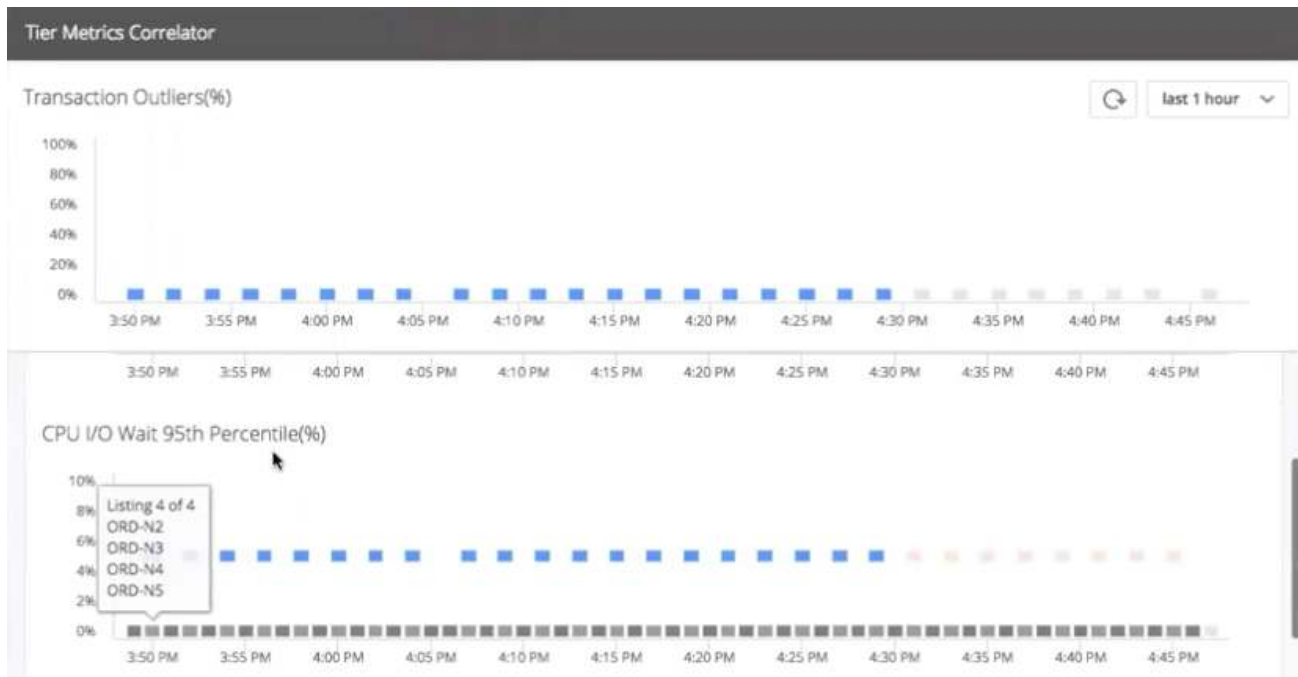 Tier Metrics Correlator
Transaction Outliers(%)
last 1 hour
100%
80%
60%
40%
20%
0%
3:50 PM 3:55 PM 4:00 PM 4:05 PM 4:10 PM 4:15 PM 4:20 PM 4:25 PM 4:30 PM 4:35 PM 4:40 PM 4:45 PM
3:50 PM 3:55 PM 4:00 PM 4:05 PM 4:10 PM 4:15 PM 4:20 PM 4:25 PM 4:30 PM 4:35 PM 4:40 PM 4:45 PM
CPU I/O Wait 95th Percentile(%)
10%
8%
6%
4%
2%
0%
Listing 4 of 4
ORD-N2
ORD-N3
ORD-N4
ORD-N5
3:50 PM 3:55 PM 4:00 PM 4:05 PM 4:10 PM 4:15 PM 4:20 PM 4:25 PM 4:30 PM 4:35 PM 4:40 PM 4:45 PM